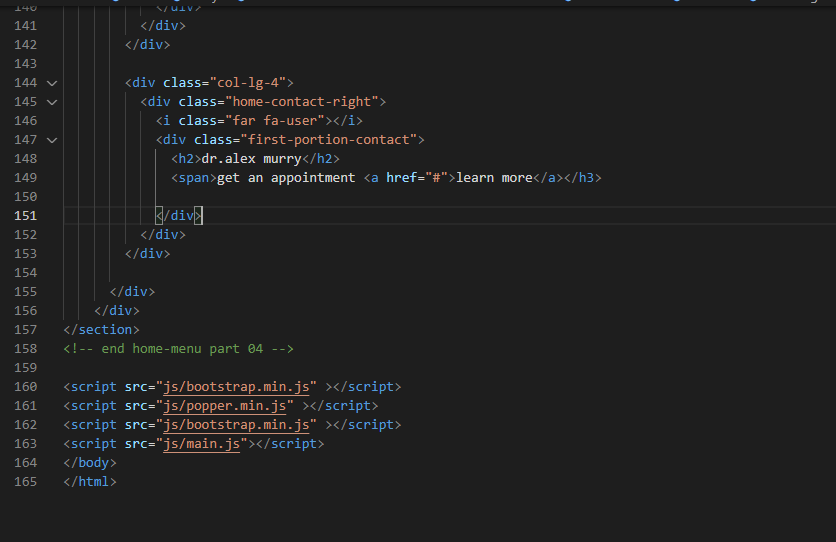 140 </div>
141 </div>
142 </div>
143
144 <div class="col-lg-4">
145 <div class="home-contact-right">
146 <i class="far fa-user"></i>
147 <div class="first-portion-contact">
148 <h2>dr.alex murry</h2>
149 <span>get an appointment <a href="#">learn more</a></h3>
150
151 </div>
152 </div>
153 </div>
154
155 </div>
156 </div>
157 </section>
158 <!-- end home-menu part 04 -->
159
160 <script src="js/bootstrap.min.js" ></script>
161 <script src="js/popper.min.js" ></script>
162 <script src="js/bootstrap.min.js" ></script>
163 <script src="js/main.js"></script>
164 </body>
165 </html>